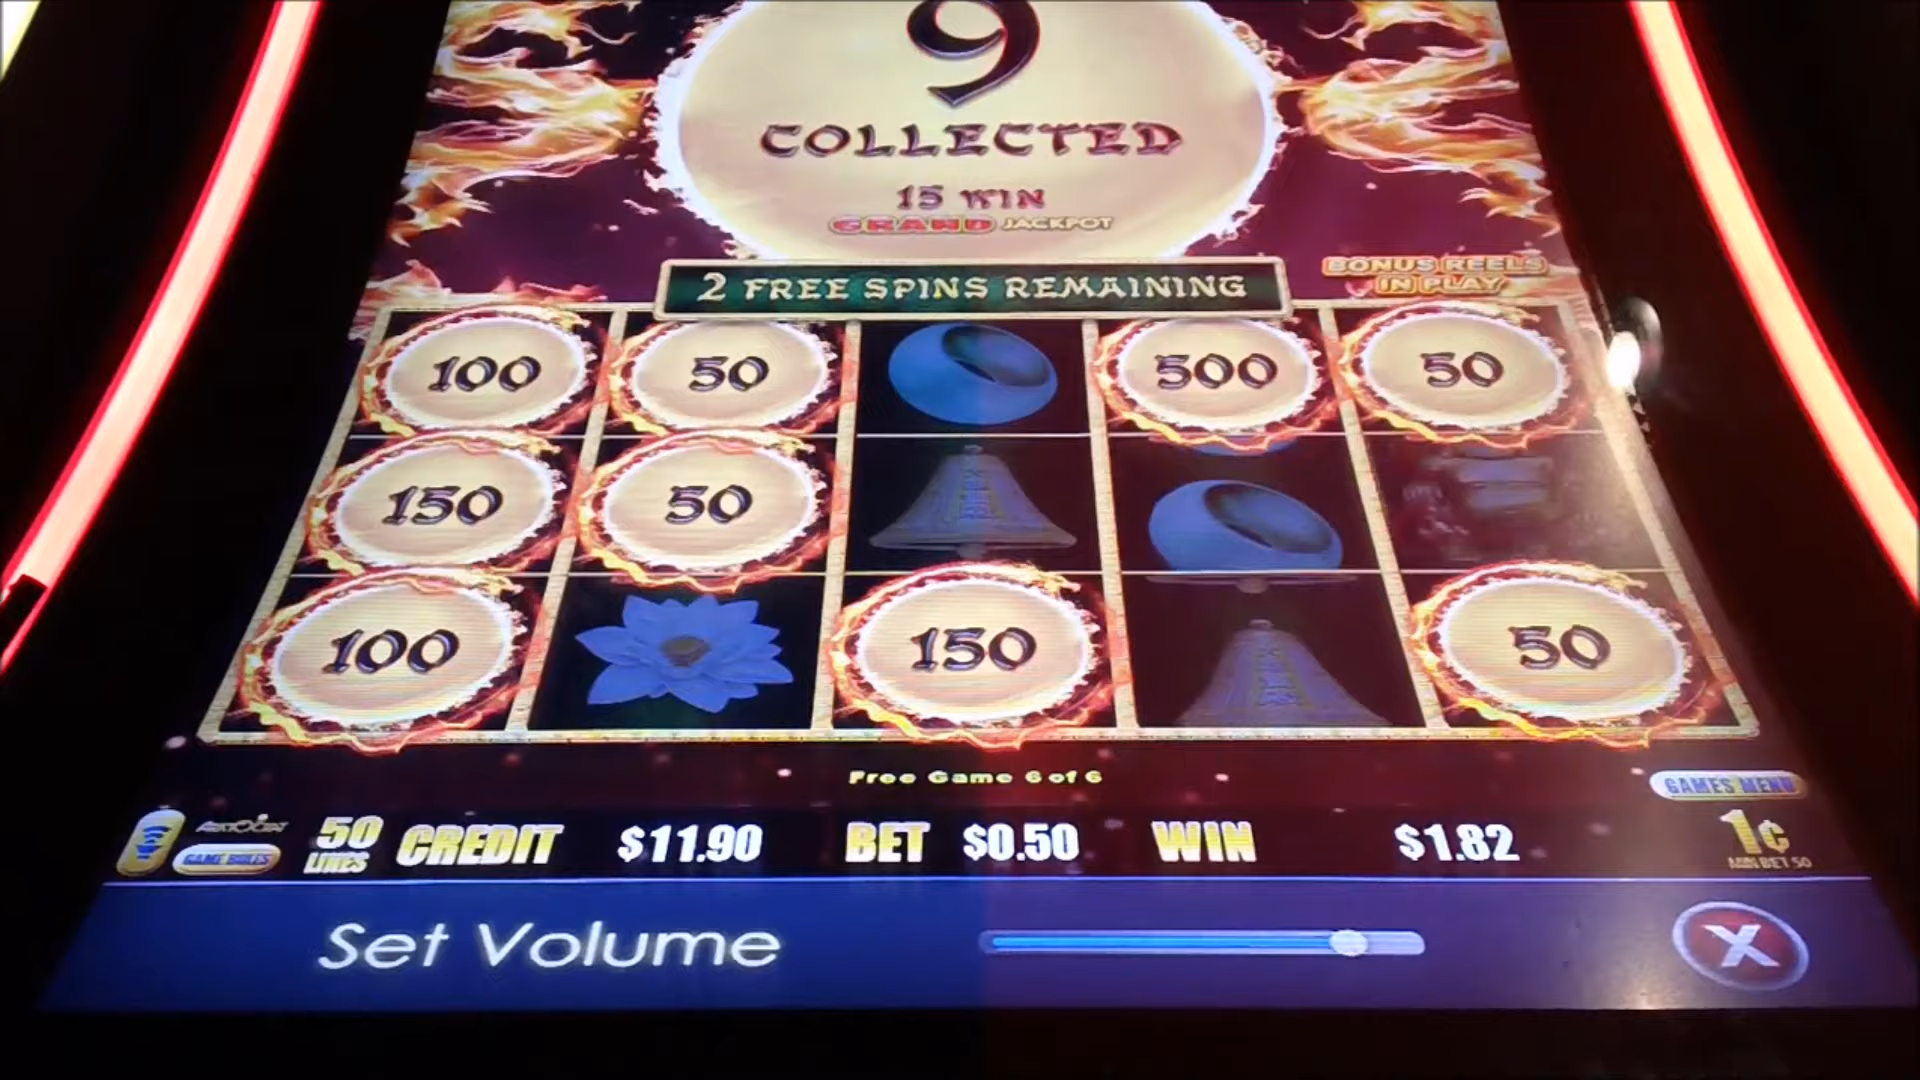 9
COLLECTED
15 WIN
GRAND JACKPOT
2 FREE SPINS REMAINING
BONUS REELS
IN PLAY
100 50 500 50
150 50
100 150 50
Free Game 6 of 6
GAMES MENU
50
LINES
CREDIT $11.90 BET $0.50 WIN $1.82
1¢
MIN BET 50
Set Volume
X